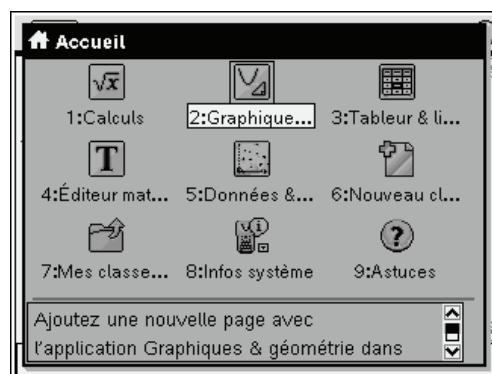 Accueil
1:Calculs 2:Graphique... 3:Tableur & li...
4:Éditeur mat... 5:Données &... 6:Nouveau cl...
7:Mes classe... 8:Infos système 9:Astuces
Ajoutez une nouvelle page avec
l'application Graphiques & géométrie dans